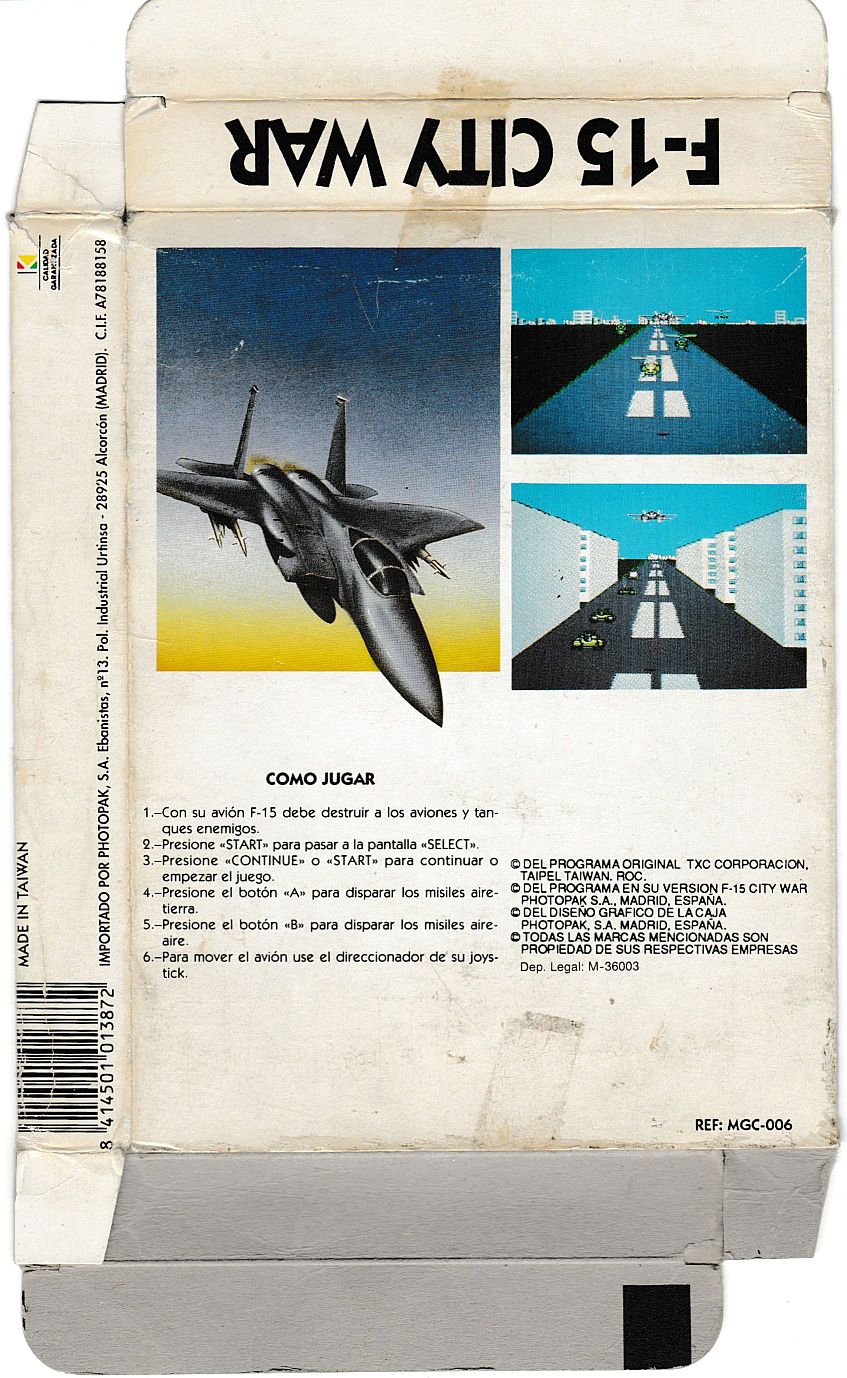 F-15 CITY WAR
CALIDAD
GARANTIZADA
MADE IN TAIWAN
IMPORTADO POR PHOTOPAK, S.A. Ebanistas, nº13. Pol. Industrial Urtinsa - 28925 Alcorcón (MADRID). C.I.F. A78188158
8 414501 013872
COMO JUGAR
1.–Con su avión F-15 debe destruir a los aviones y tan-
ques enemigos.
2.–Presione «START» para pasar a la pantalla «SELECT».
3.–Presione «CONTINUE» o «START» para continuar o
empezar el juego.
4.–Presione el botón «A» para disparar los misiles aire-
tierra.
5.–Presione el botón «B» para disparar los misiles aire-
aire.
6.–Para mover el avión use el direccionador de su joys-
tick.
© DEL PROGRAMA ORIGINAL TXC CORPORACION,
TAIPEL TAIWAN. ROC.
© DEL PROGRAMA EN SU VERSION F-15 CITY WAR
PHOTOPAK S.A., MADRID, ESPAÑA.
© DEL DISEÑO GRAFICO DE LA CAJA
PHOTOPAK, S.A. MADRID, ESPAÑA.
© TODAS LAS MARCAS MENCIONADAS SON
PROPIEDAD DE SUS RESPECTIVAS EMPRESAS
Dep. Legal: M-36003
REF: MGC-006